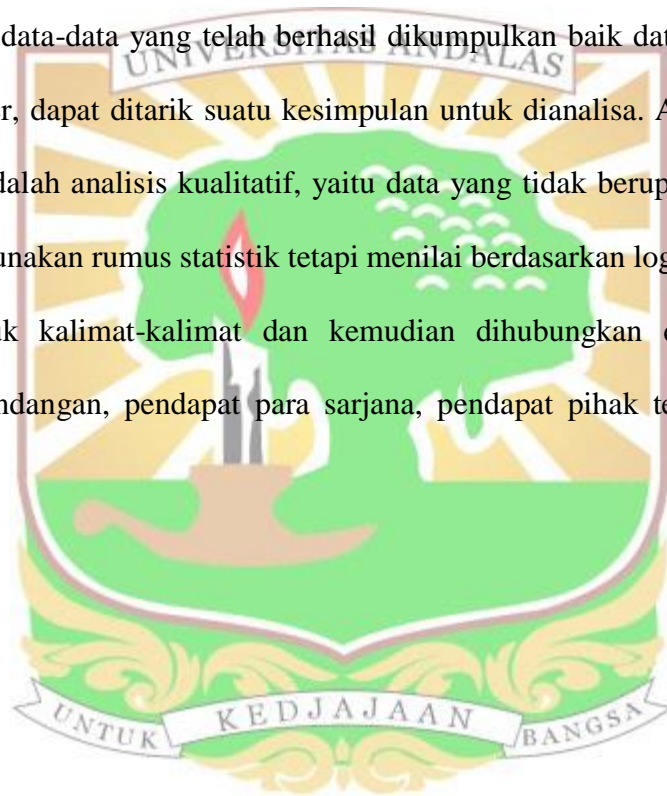 data-data yang telah berhasil dikumpulkan baik dat
UNIVERSITAS ANDALAS
r, dapat ditarik suatu kesimpulan untuk dianalisa. A
dalah analisis kualitatif, yaitu data yang tidak berup
unakan rumus statistik tetapi menilai berdasarkan log
uk kalimat-kalimat dan kemudian dihubungkan d
ndangan, pendapat para sarjana, pendapat pihak te
UNTUK KEDJAJAAN BANGSA